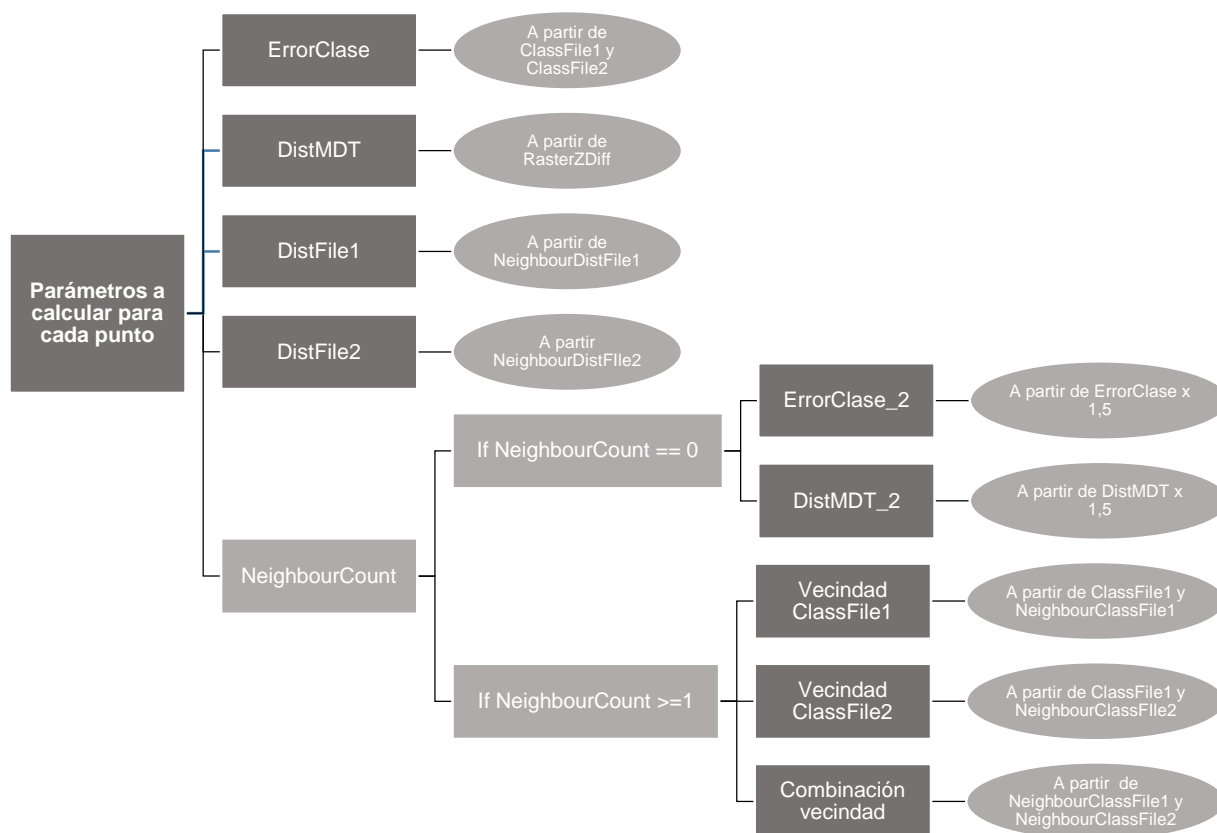 Parámetros a
calcular para
cada punto
ErrorClase
A partir de
ClassFile1 y
ClassFile2
DistMDT
A partir de
RasterZDiff
DistFile1
A partir de
NeighbourDistFile1
DistFile2
A partir
NeighbourDistFIle2
NeighbourCount
If NeighbourCount == 0
ErrorClase_2
A partir de ErrorClase x
1,5
DistMDT_2
A partir de DistMDT x
1,5
If NeighbourCount >=1
Vecindad
ClassFile1
A partir de ClassFile1 y
NeighbourClassFile1
Vecindad
ClassFile2
A partir de ClassFile1 y
NeighbourClassFIle2
Combinación
vecindad
A partir  de
NeighbourClassFile1 y
NeighbourClassFile2